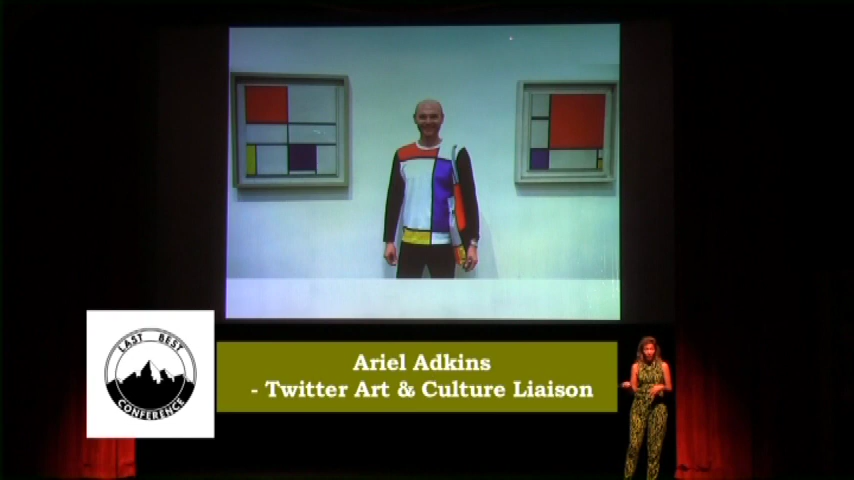 LAST BEST
CONFERENCE
Ariel Adkins
- Twitter Art & Culture Liaison